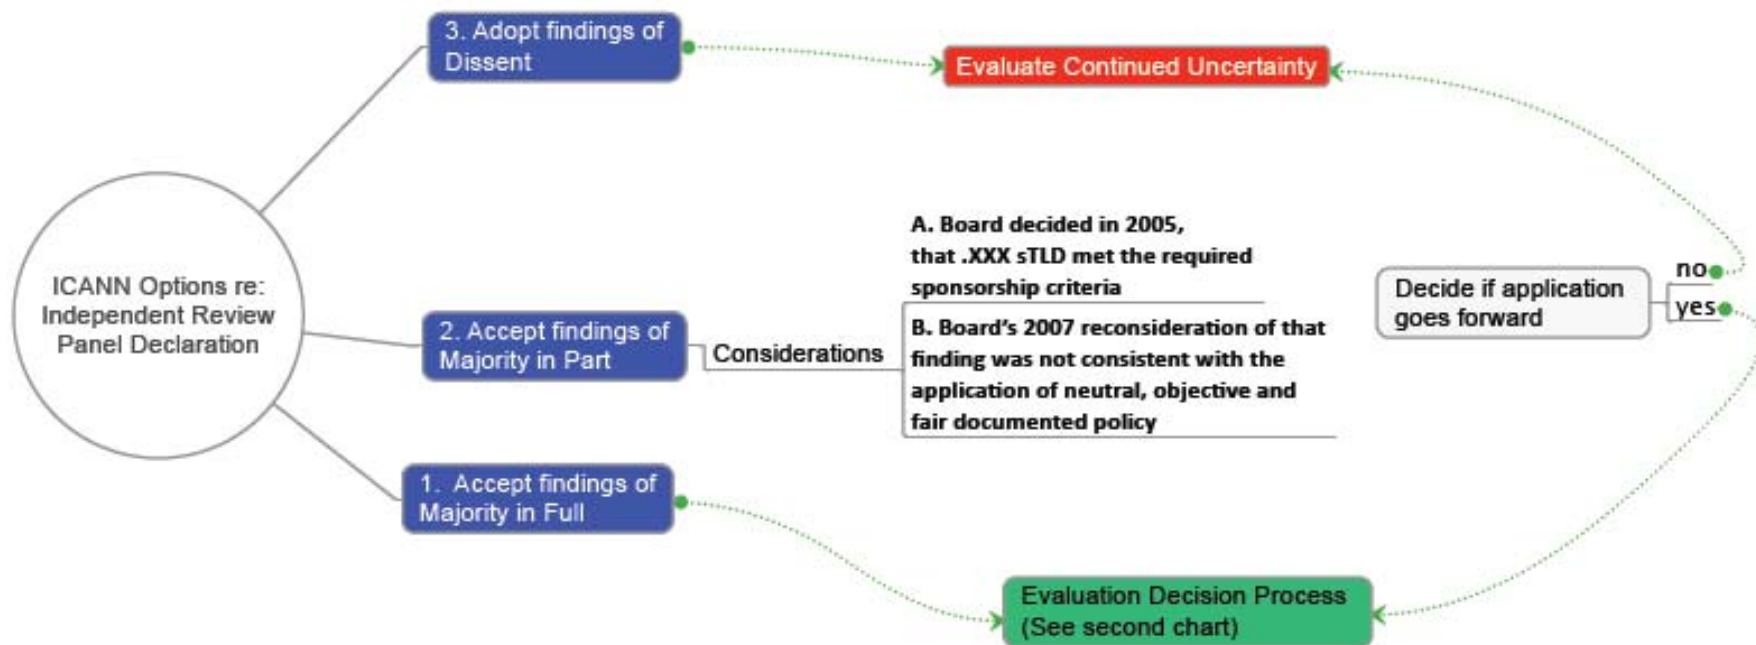 ICANN Options re:
Independent Review
Panel Declaration
3. Adopt findings of
Dissent
Evaluate Continued Uncertainty
2. Accept findings of
Majority in Part
Considerations
A. Board decided in 2005,
that .XXX sTLD met the required
sponsorship criteria
B. Board's 2007 reconsideration of that
finding was not consistent with the
application of neutral, objective and
fair documented policy
Decide if application
goes forward
no
yes
1. Accept findings of
Majority in Full
Evaluation Decision Process
(See second chart)